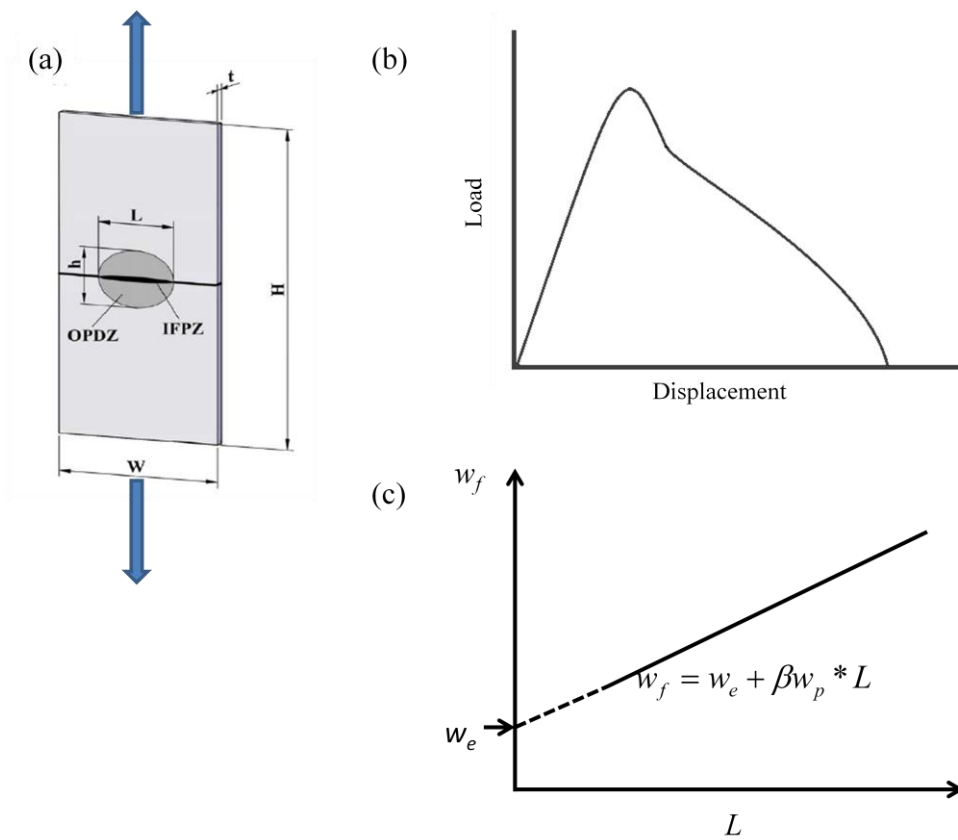 (a)
t
L
h
H
OPDZ
IFPZ
W
(b)
Load
Displacement
(c)
w_f
w_f = w_e + βw_p * L
w_e
L